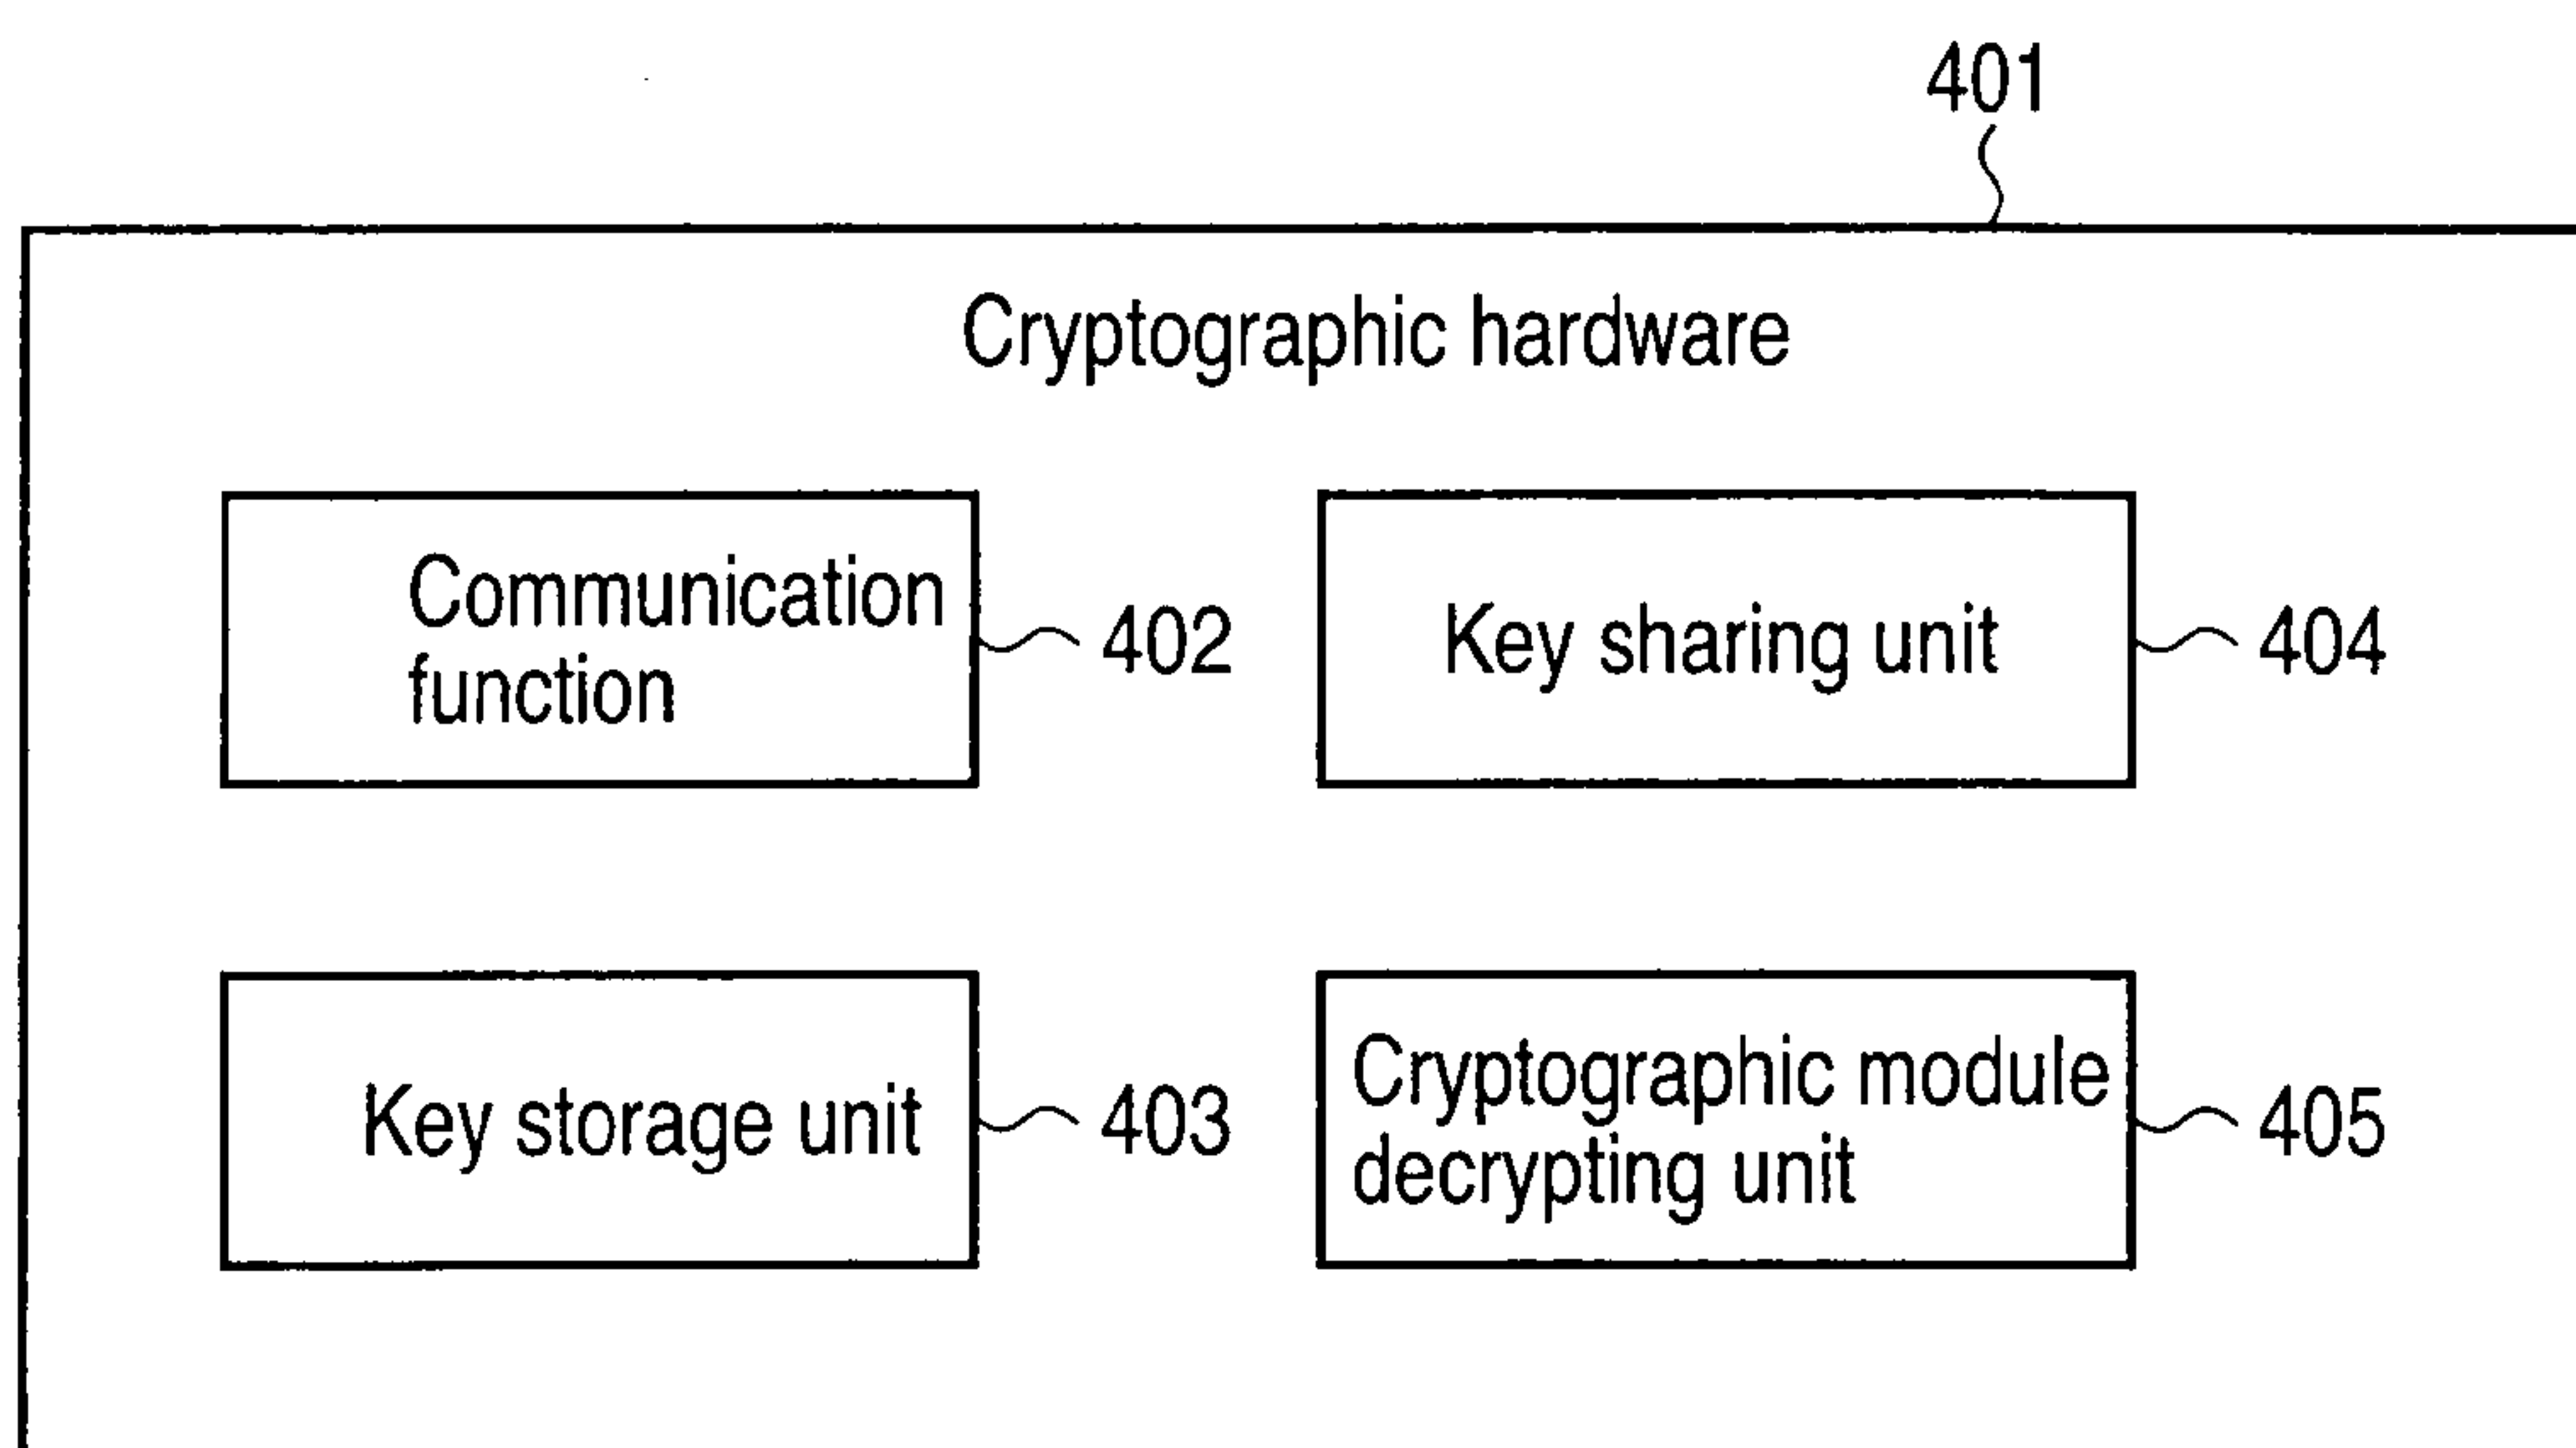 401
Cryptographic hardware
Communication
function
402
Key sharing unit
404
Key storage unit
403
Cryptographic module
decrypting unit
405